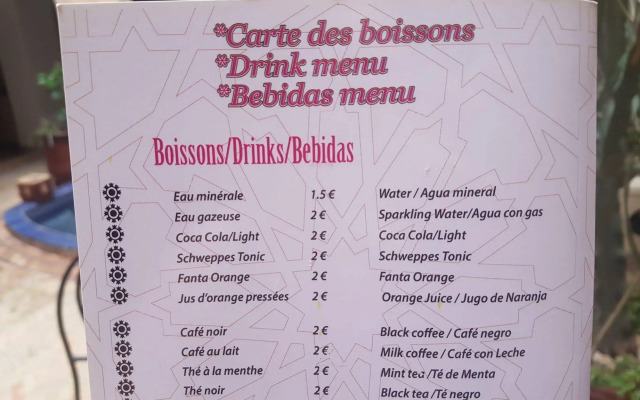 *Carte des boissons
*Drink menu
*Bebidas menu
Boissons/Drinks/Bebidas
Eau minérale 1.5 € Water / Agua mineral
Eau gazeuse 2 € Sparkling Water/Agua con gas
Coca Cola/Light 2 € Coca Cola/Light
Schweppes Tonic 2 € Schweppes Tonic
Fanta Orange 2 € Fanta Orange
Jus d'orange pressées 2 € Orange Juice / Jugo de Naranja
Café noir 2 € Black coffee / Café negro
Café au lait 2 € Milk coffee / Café con Leche
Thé à la menthe 2 € Mint tea /Té de Menta
Thé noir 2 € Black tea /Té negro